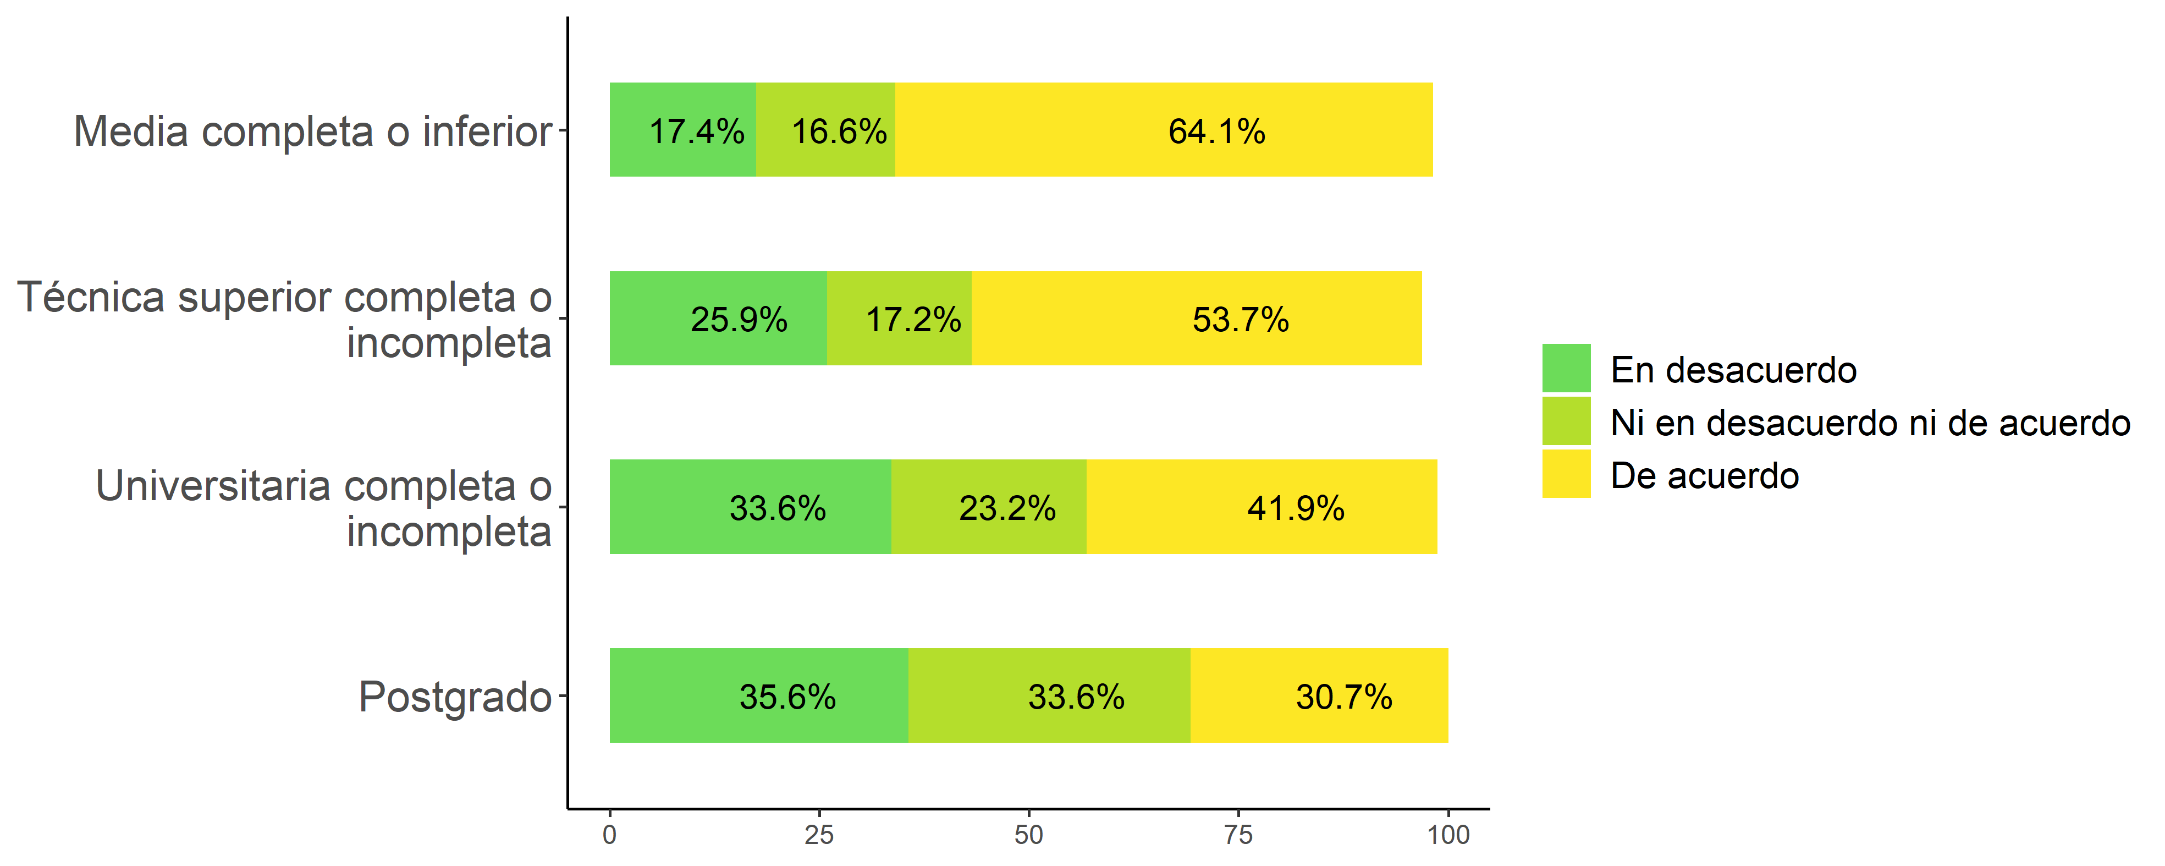 Media completa o inferior
17.4% 16.6% 64.1%
Técnica superior completa o
incompleta
25.9% 17.2% 53.7%
Universitaria completa o
incompleta
33.6% 23.2% 41.9%
Postgrado
35.6% 33.6% 30.7%
0 25 50 75 100
En desacuerdo
Ni en desacuerdo ni de acuerdo
De acuerdo